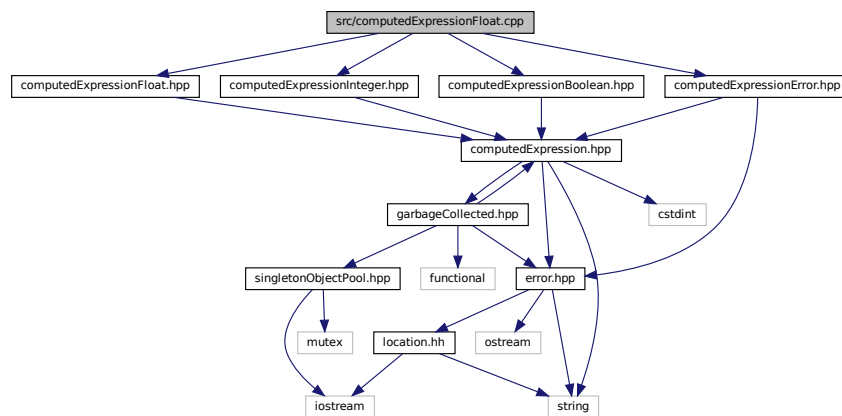 src/computedExpressionFloat.cpp
computedExpressionFloat.hpp
computedExpressionInteger.hpp
computedExpressionBoolean.hpp
computedExpressionError.hpp
computedExpression.hpp
garbageCollected.hpp
cstdint
singletonObjectPool.hpp
functional
error.hpp
mutex
location.hh
ostream
iostream
string